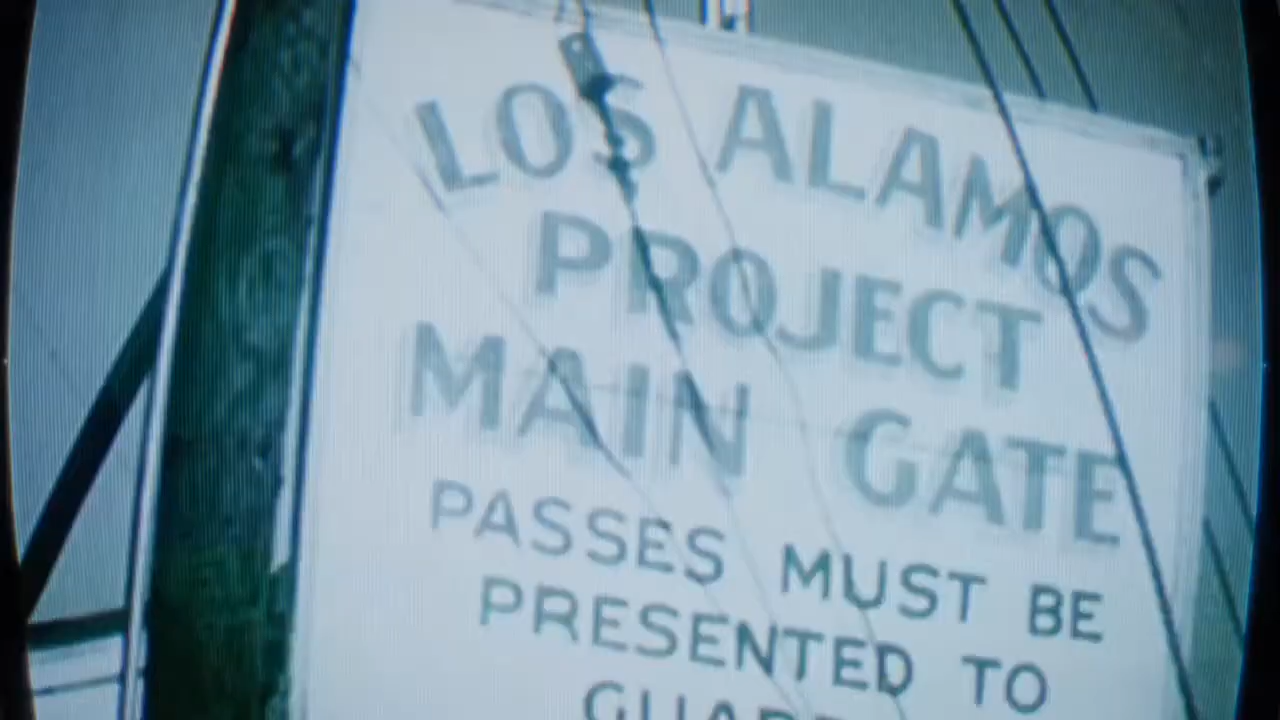 LOS ALAMOS
PROJECT
MAIN GATE
PASSES MUST BE
PRESENTED TO